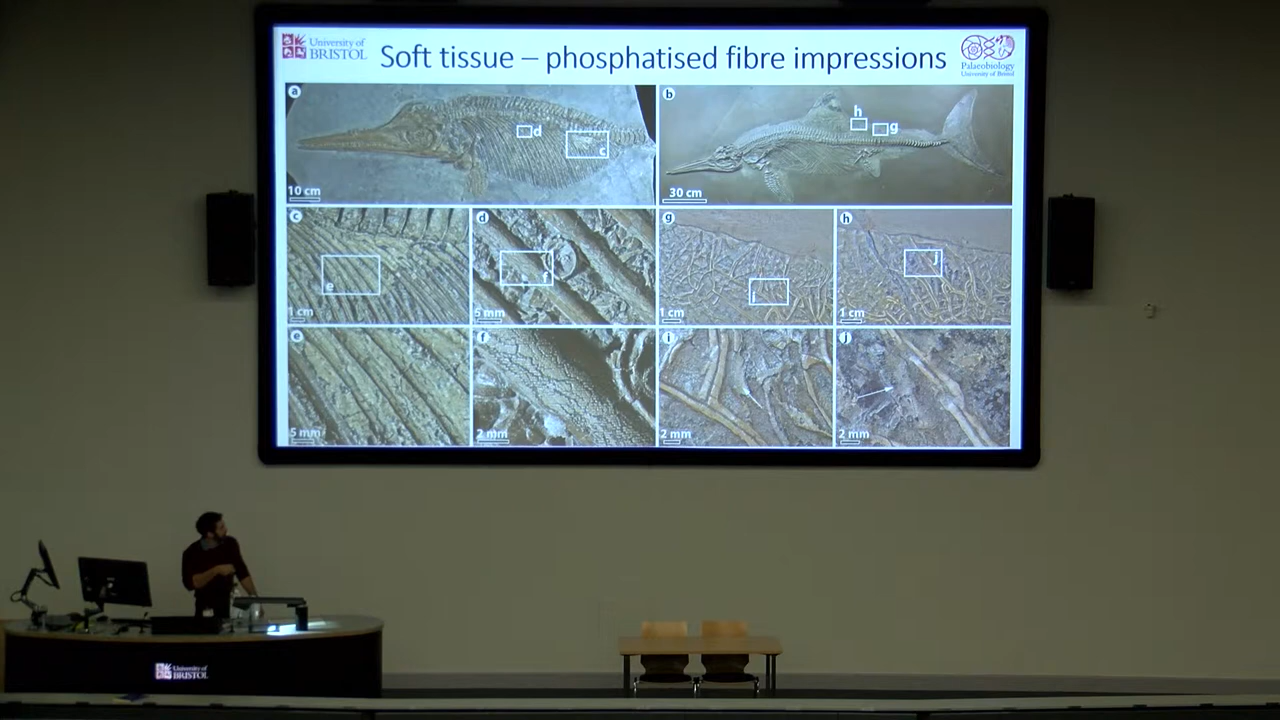 University of
BRISTOL
Soft tissue – phosphatised fibre impressions
Palaeobiology
University of Bristol
a
d
c
10 cm
b
h
g
30 cm
c
e
1 cm
d
f
5 mm
g
i
1 cm
h
J
1 cm
e
5 mm
f
2 mm
i
2 mm
J
2 mm
University of
BRISTOL